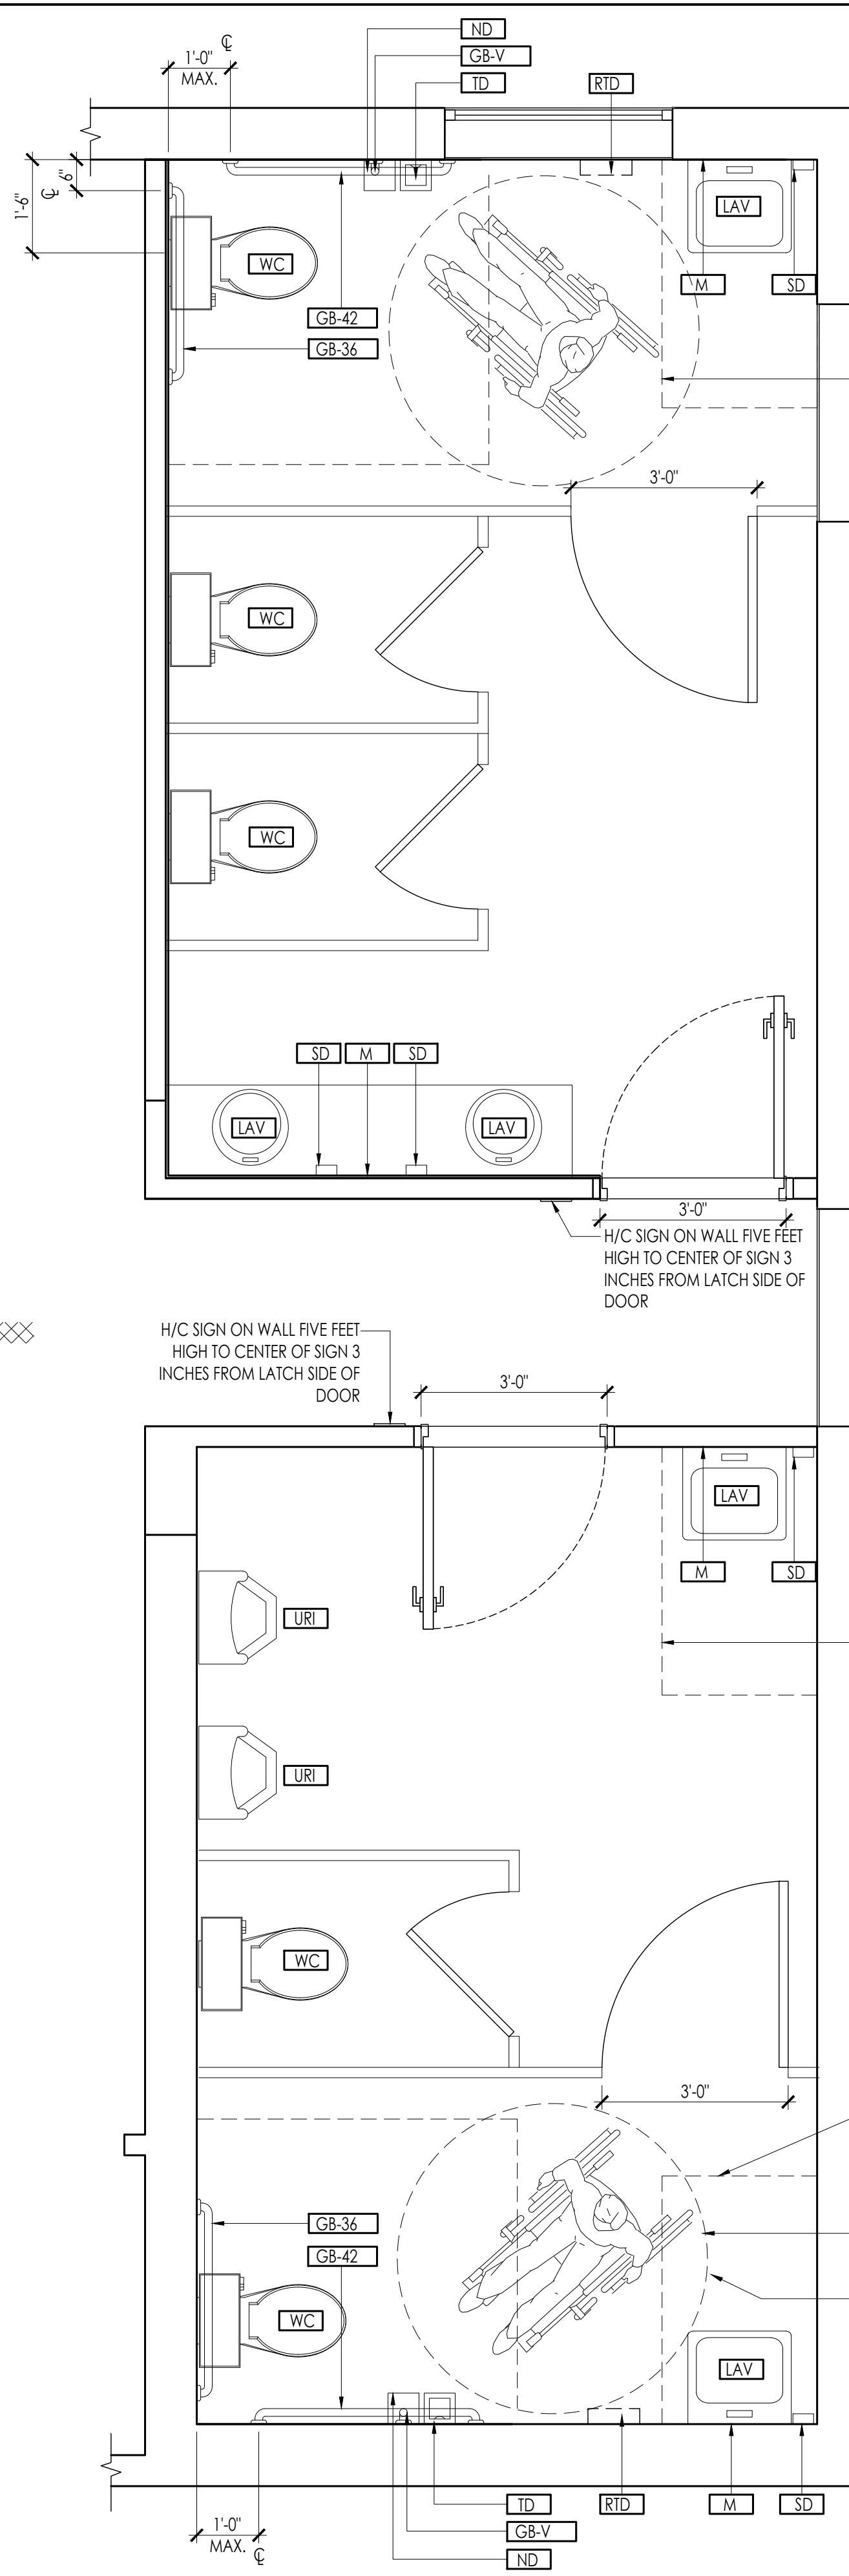 ND
1'-0"
℄
GB-V
MAX.
TD
RTD
6"
℄
1'-6"
LAV
WC
M
SD
GB-42
GB-36
3'-0"
WC
WC
SD
M
SD
LAV
LAV
3'-0"
H/C SIGN ON WALL FIVE FEET
HIGH TO CENTER OF SIGN 3
INCHES FROM LATCH SIDE OF
DOOR
H/C SIGN ON WALL FIVE FEET
HIGH TO CENTER OF SIGN 3
INCHES FROM LATCH SIDE OF
DOOR
3'-0"
LAV
M
SD
URI
URI
WC
3'-0"
GB-36
GB-42
WC
LAV
TD
RTD
M
SD
1'-0"
MAX.
℄
GB-V
ND